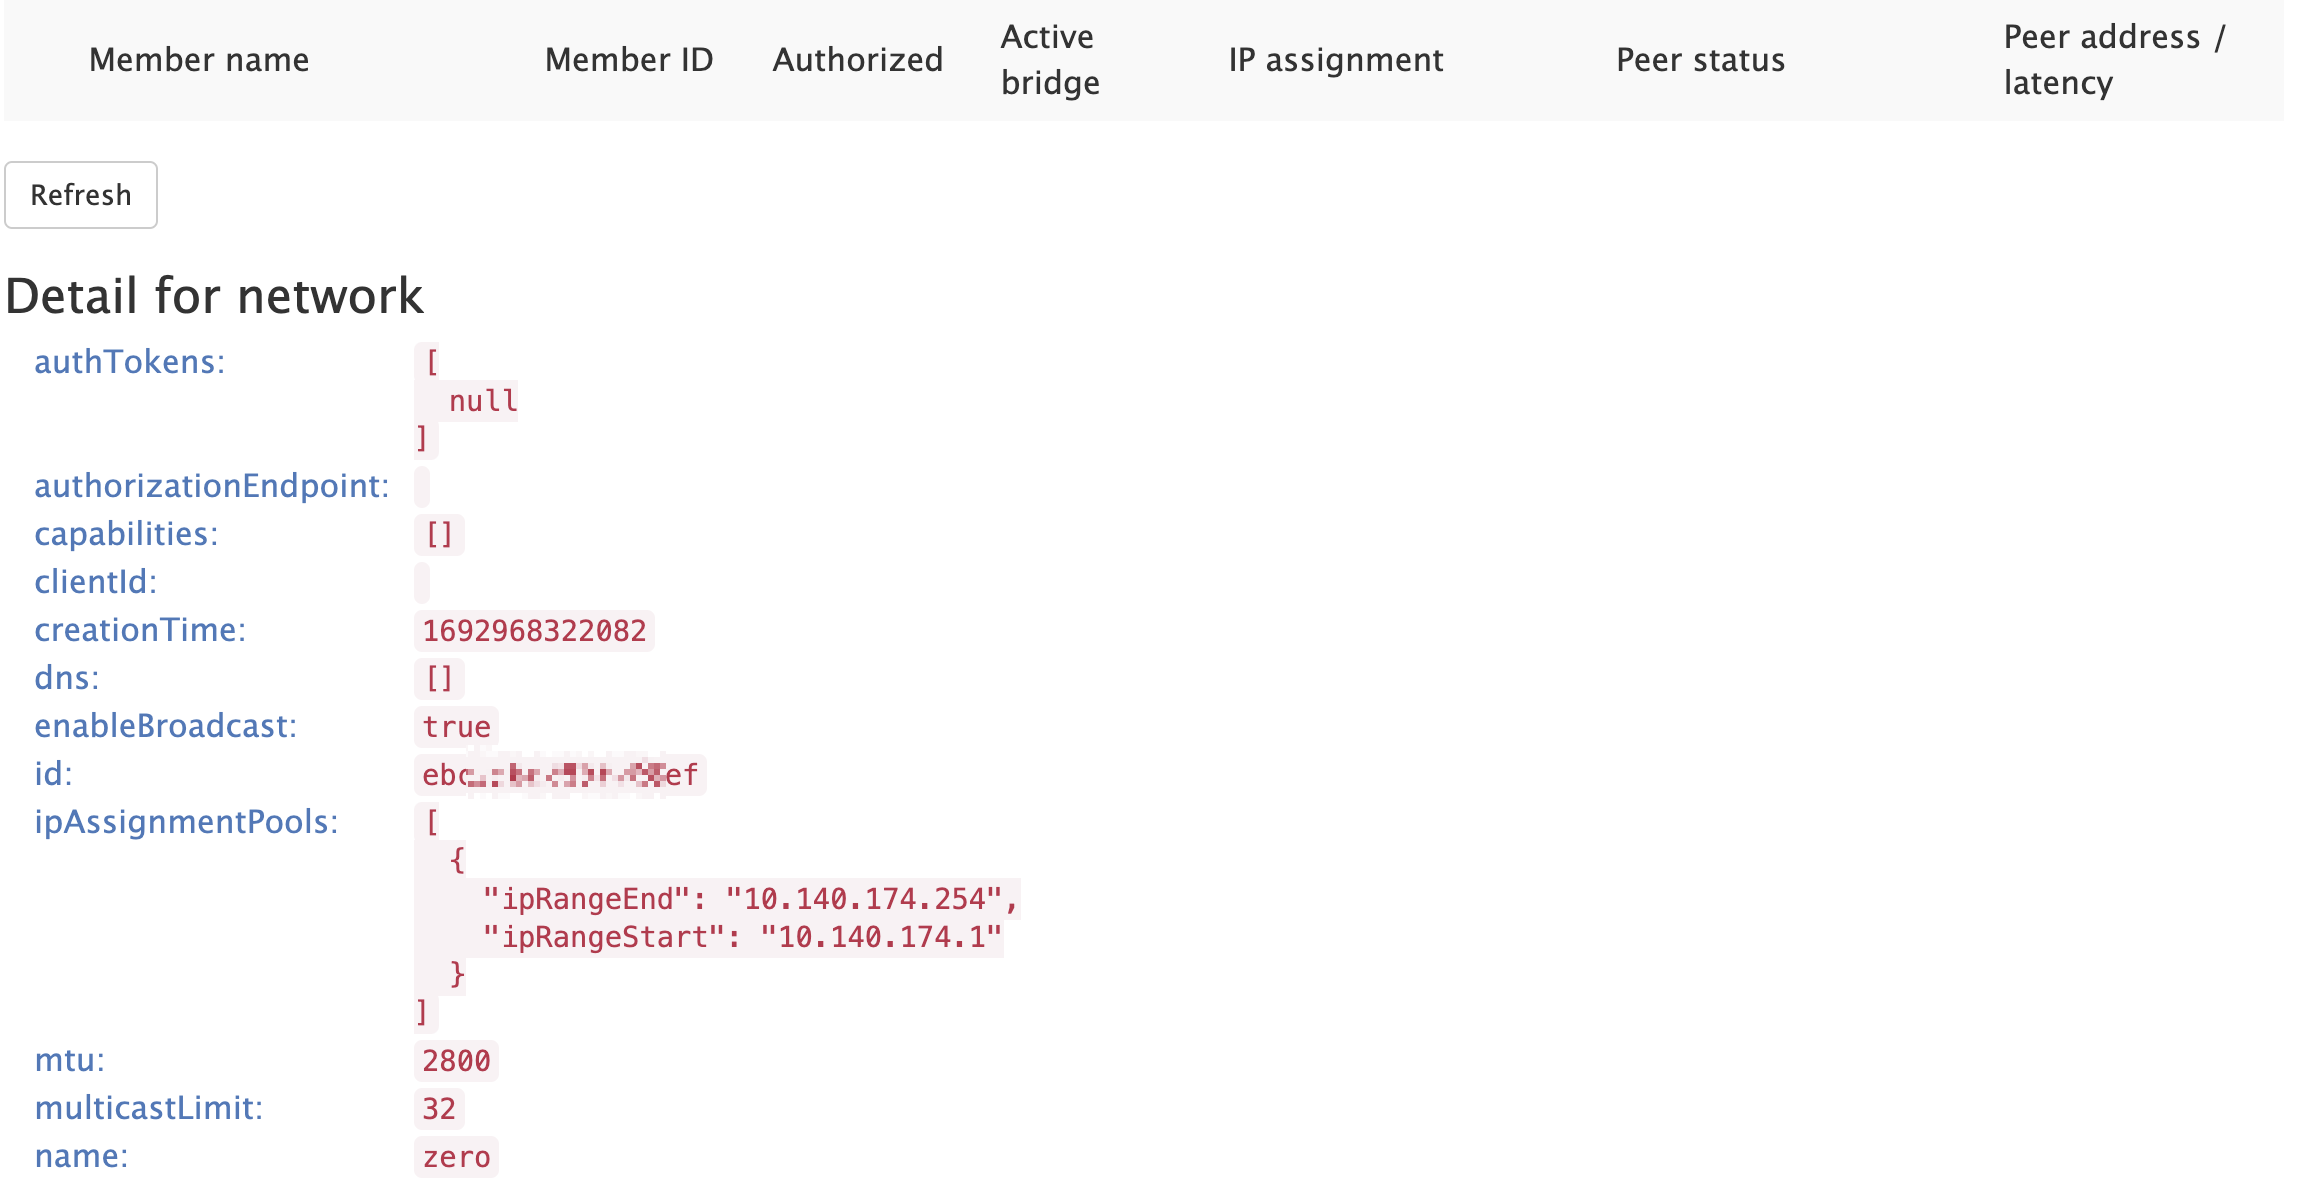 Member name Member ID Authorized Active bridge IP assignment Peer status Peer address / latency
Refresh
Detail for network
authTokens: [
null
]
authorizationEndpoint:
capabilities: []
clientId:
creationTime: 1692968322082
dns: []
enableBroadcast: true
id: ebc ef
ipAssignmentPools: [
{
"ipRangeEnd": "10.140.174.254",
"ipRangeStart": "10.140.174.1"
}
]
mtu: 2800
multicastLimit: 32
name: zero